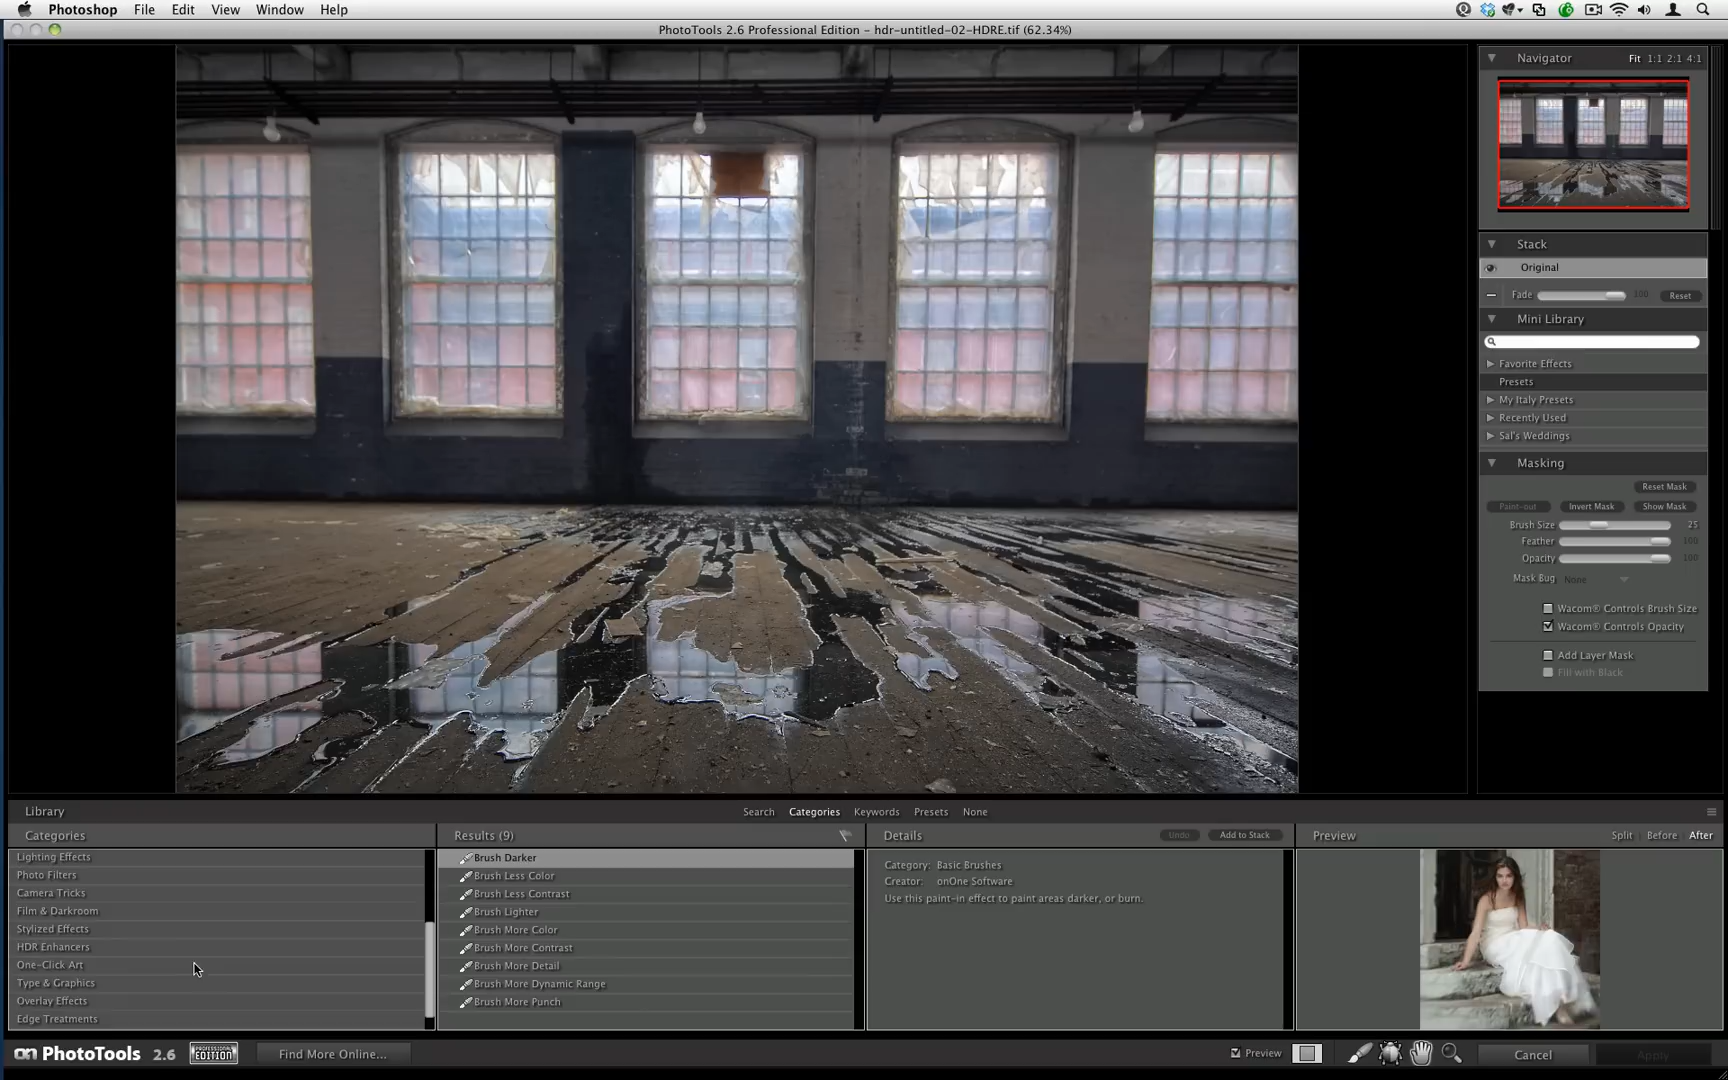 Photoshop File Edit View Window Help
PhotoTools 2.6 Professional Edition – hdr-untitled-02-HDRE.tif (62.34%)
Navigator Fit 1:1 2:1 4:1
Stack
Original
Fade 100 Reset
Mini Library
Favorite Effects
Presets
My Italy Presets
Recently Used
Sal's Weddings
Masking
Reset Mask
Paint-out Invert Mask Show Mask
Brush Size 25
Feather 100
Opacity 100
Mask Bug None
Wacom® Controls Brush Size
Wacom® Controls Opacity
Add Layer Mask
Fill with Black
Library Search Categories Keywords Presets None
Categories
Lighting Effects
Photo Filters
Camera Tricks
Film & Darkroom
Stylized Effects
HDR Enhancers
One-Click Art
Type & Graphics
Overlay Effects
Edge Treatments
Results (9)
Brush Darker
Brush Less Color
Brush Less Contrast
Brush Lighter
Brush More Color
Brush More Contrast
Brush More Detail
Brush More Dynamic Range
Brush More Punch
Details Undo Add to Stack
Category: Basic Brushes
Creator: onOne Software
Use this paint-in effect to paint areas darker, or burn.
Preview Split Before After
on PhotoTools 2.6 PROFESSIONAL EDITION Find More Online... Preview Cancel Apply